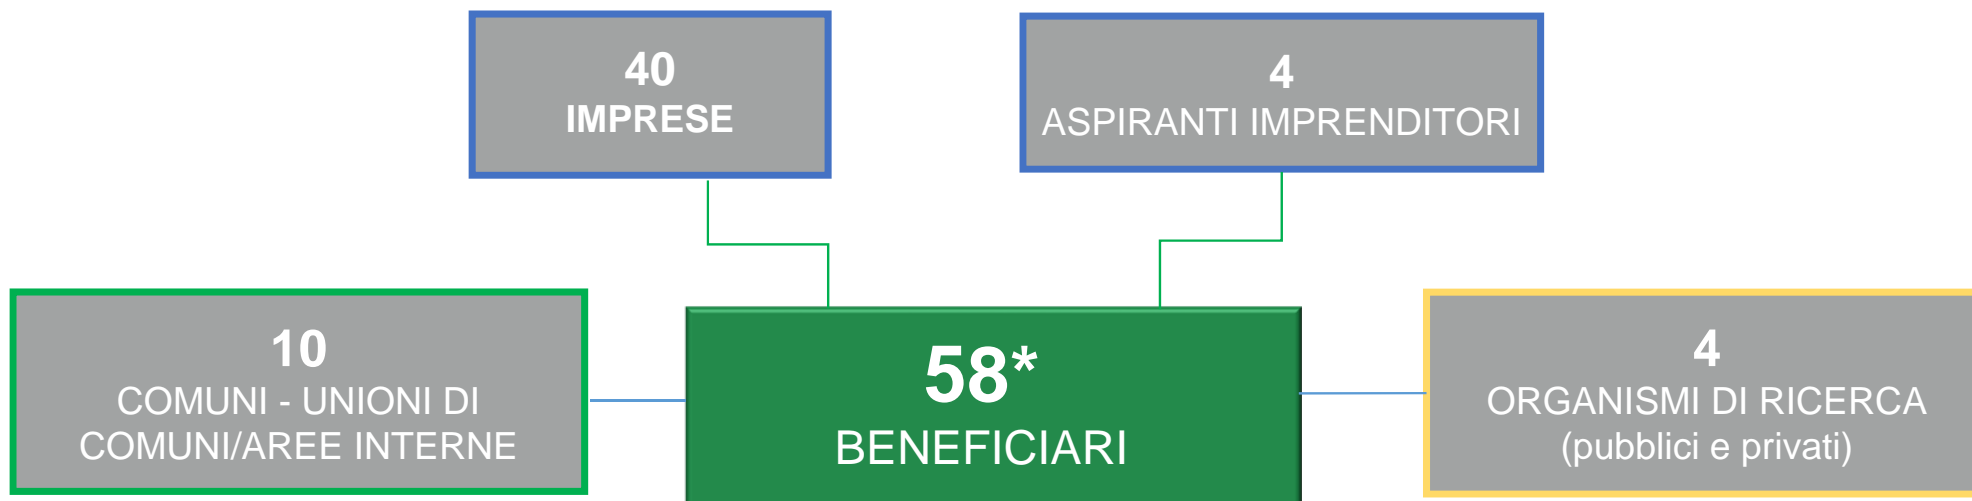 40
IMPRESE
4
ASPIRANTI IMPRENDITORI
10
COMUNI - UNIONI DI
COMUNI/AREE INTERNE
58*
BENEFICIARI
4
ORGANISMI DI RICERCA
(pubblici e privati)